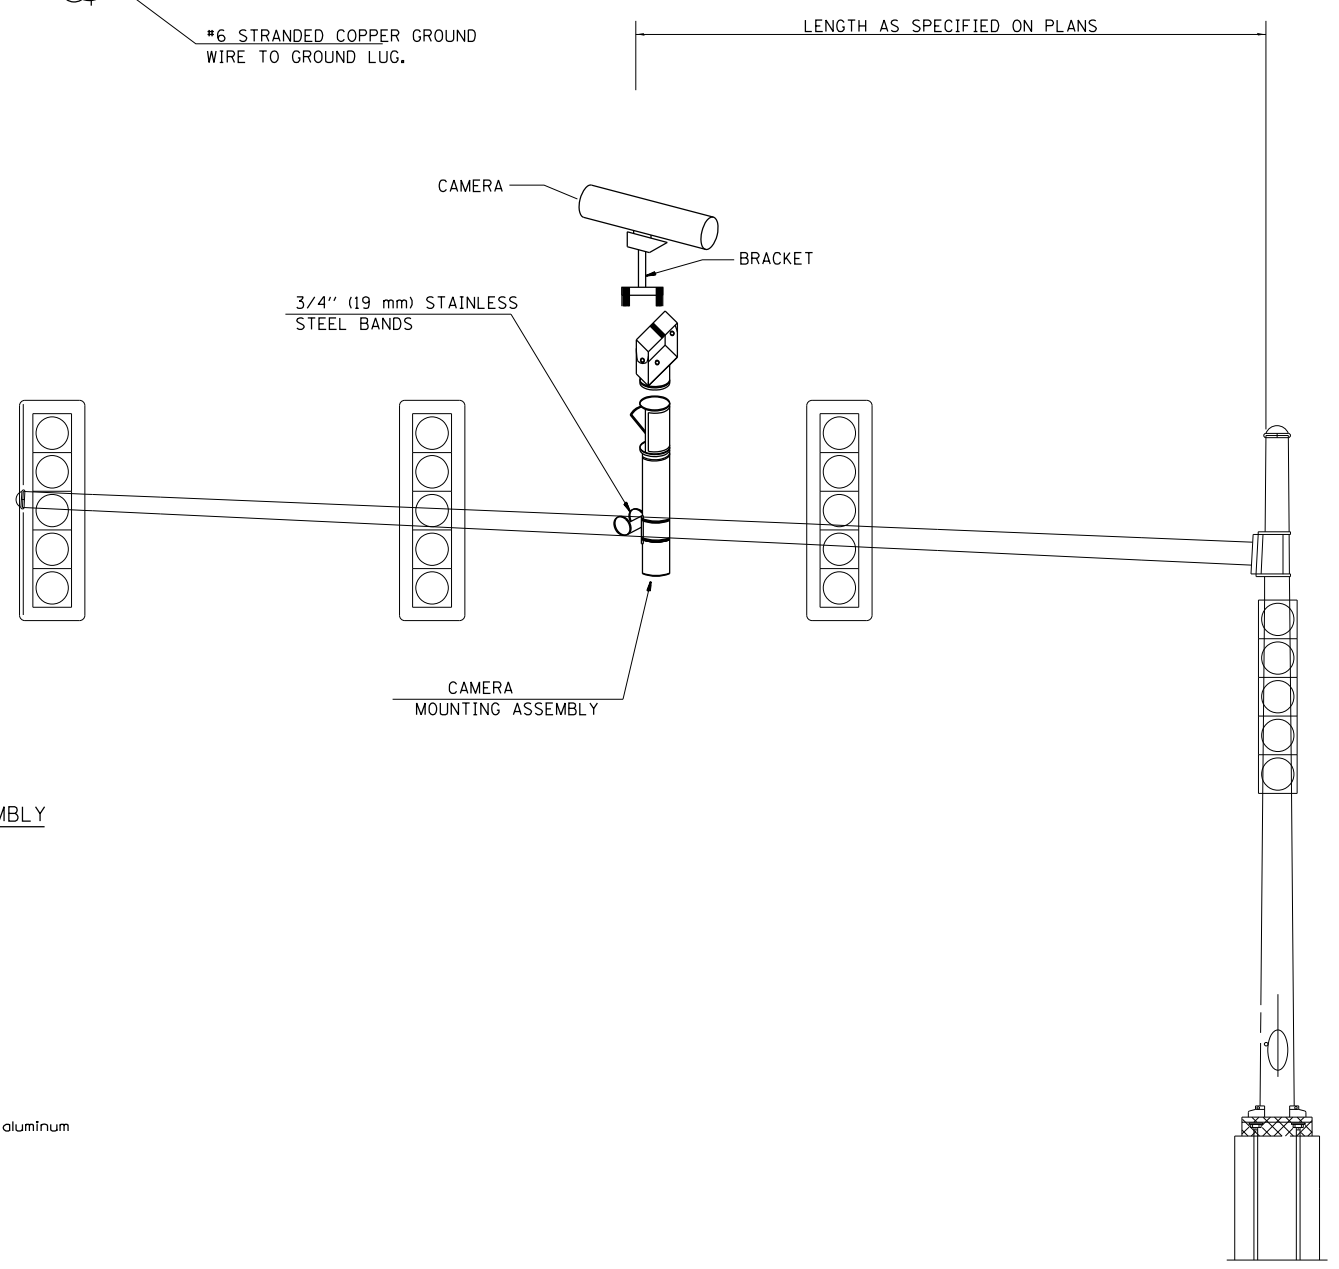 #6 STRANDED COPPER GROUND
WIRE TO GROUND LUG.
LENGTH AS SPECIFIED ON PLANS
CAMERA
BRACKET
3/4'' (19 mm) STAINLESS
STEEL BANDS
CAMERA
MOUNTING ASSEMBLY
MBLY
aluminum